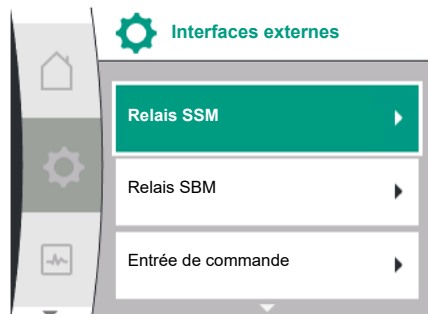 Interfaces externes
Relais SSM
Relais SBM
Entrée de commande